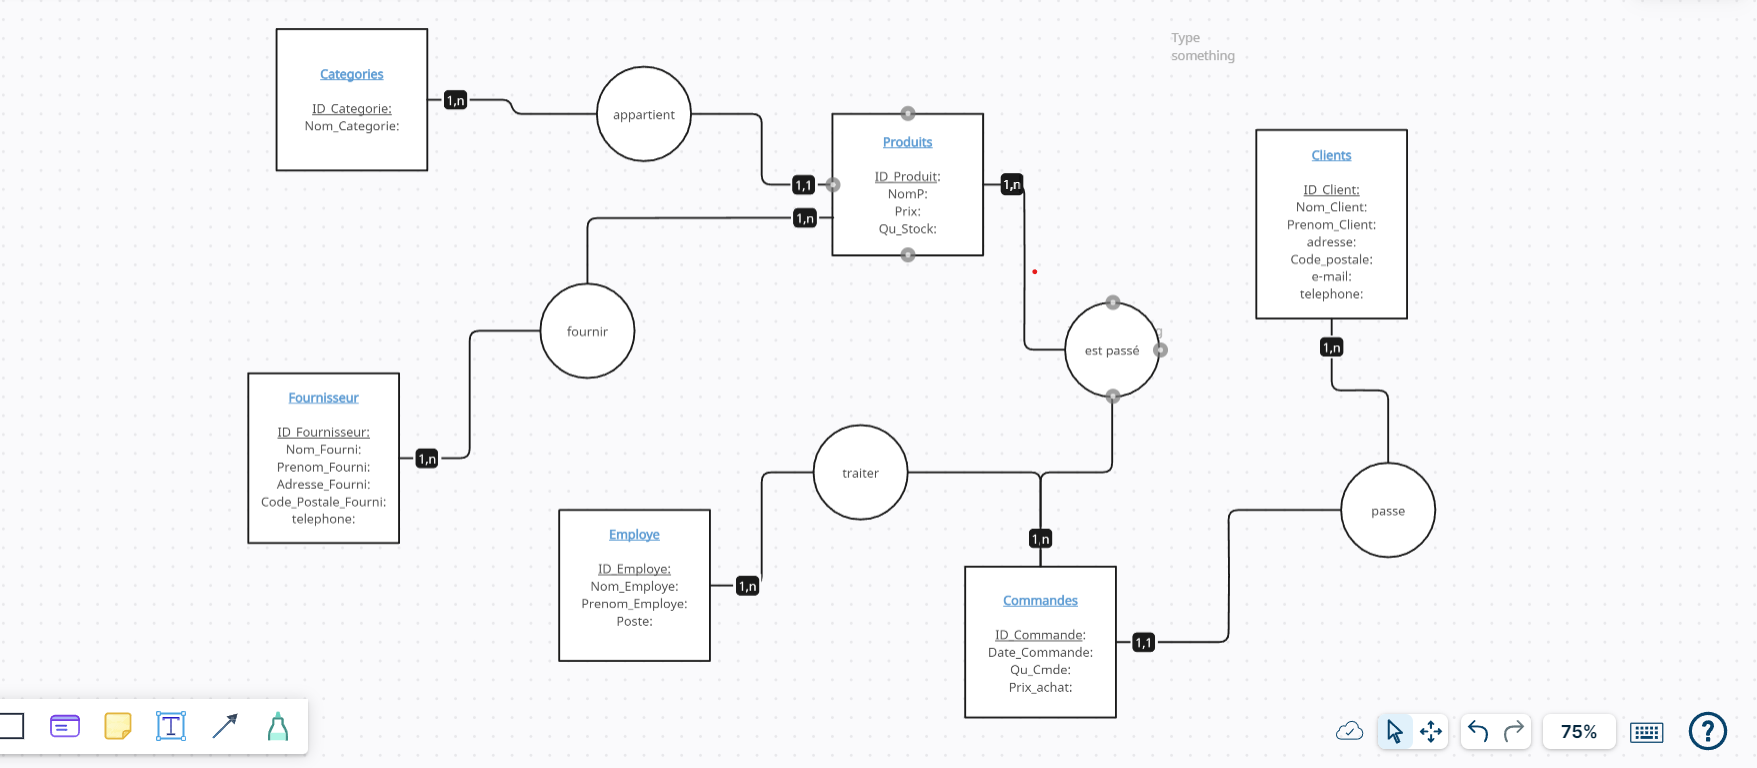 Type
something
Categories
ID_Categorie:
Nom_Categorie:
1,n
appartient
1,1
1,n
Produits
ID_Produit:
NomP:
Prix:
Qu_Stock:
1,n
Clients
ID_Client:
Nom_Client:
Prenom_Client:
adresse:
Code_postale:
e-mail:
telephone:
1,n
fournir
est passé
Fournisseur
ID_Fournisseur:
Nom_Fourni:
Prenom_Fourni:
Adresse_Fourni:
Code_Postale_Fourni:
telephone:
1,n
traiter
passe
Employe
ID_Employe:
Nom_Employe:
Prenom_Employe:
Poste:
1,n
1,n
Commandes
ID_Commande:
Date_Commande:
Qu_Cmde:
Prix_achat:
1,1
T
75%
?